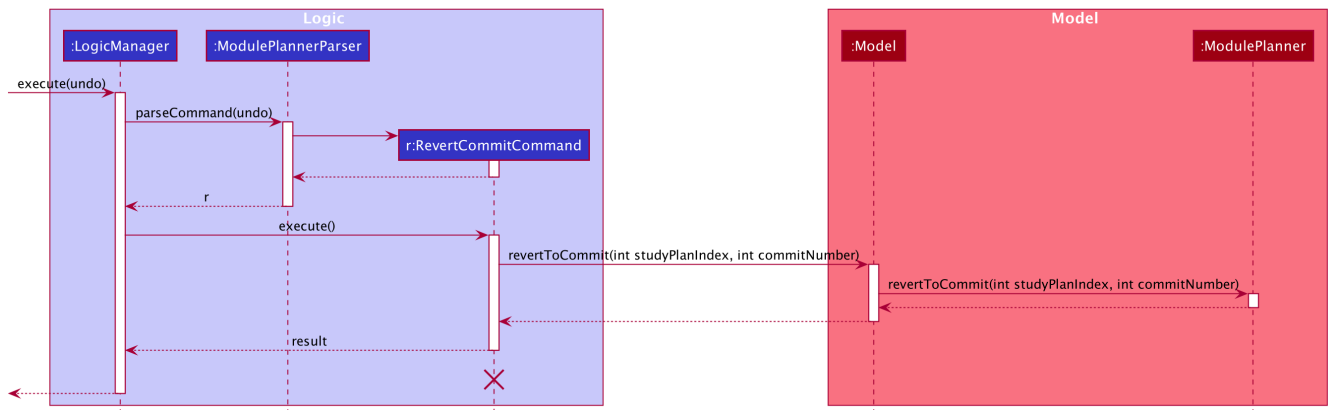 Logic
Model
:LogicManager
:ModulePlannerParser
:Model
:ModulePlanner
execute(undo)
parseCommand(undo)
r:RevertCommitCommand
r
execute()
revertToCommit(int studyPlanIndex, int commitNumber)
revertToCommit(int studyPlanIndex, int commitNumber)
result